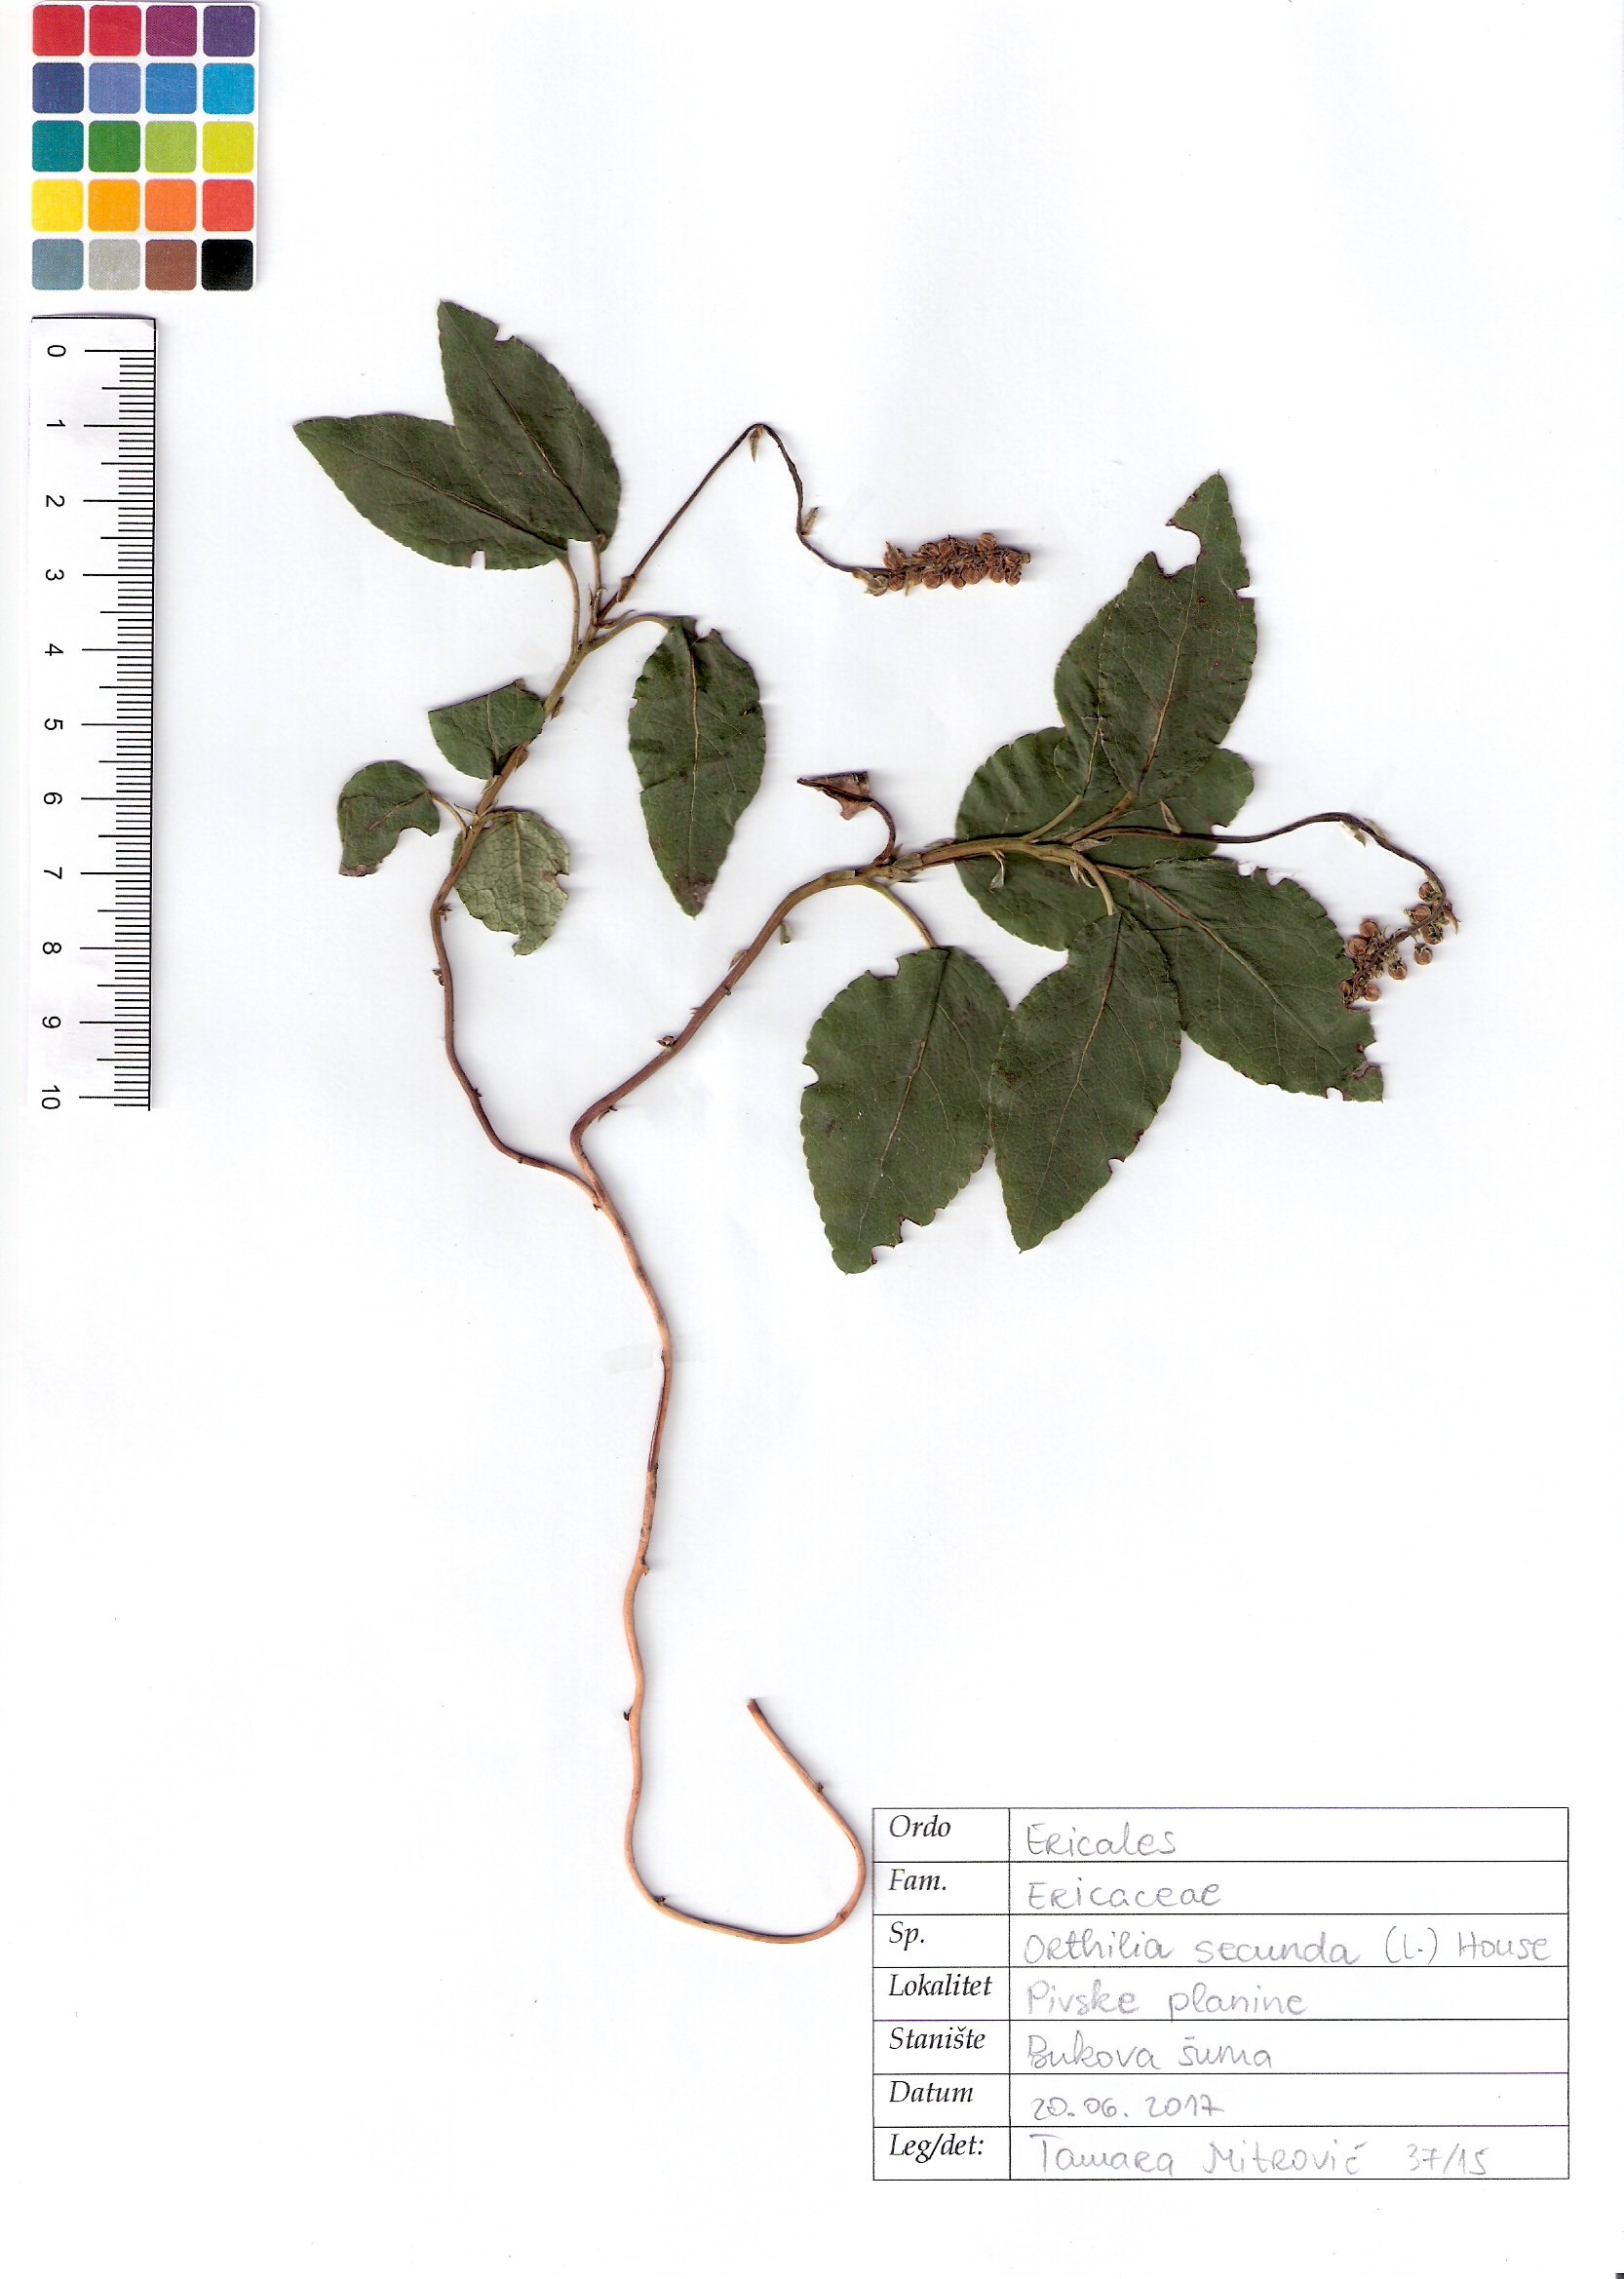 0
1
2
3
4
5
6
7
8
9
10
Ordo Ericales
Fam. Ericaceae
Sp. Orthilia secunda (L.) House
Lokalitet Pivske planine
Stanište Bukova šuma
Datum 20.06.2017
Leg/det: Tamara Mitrović 37/15